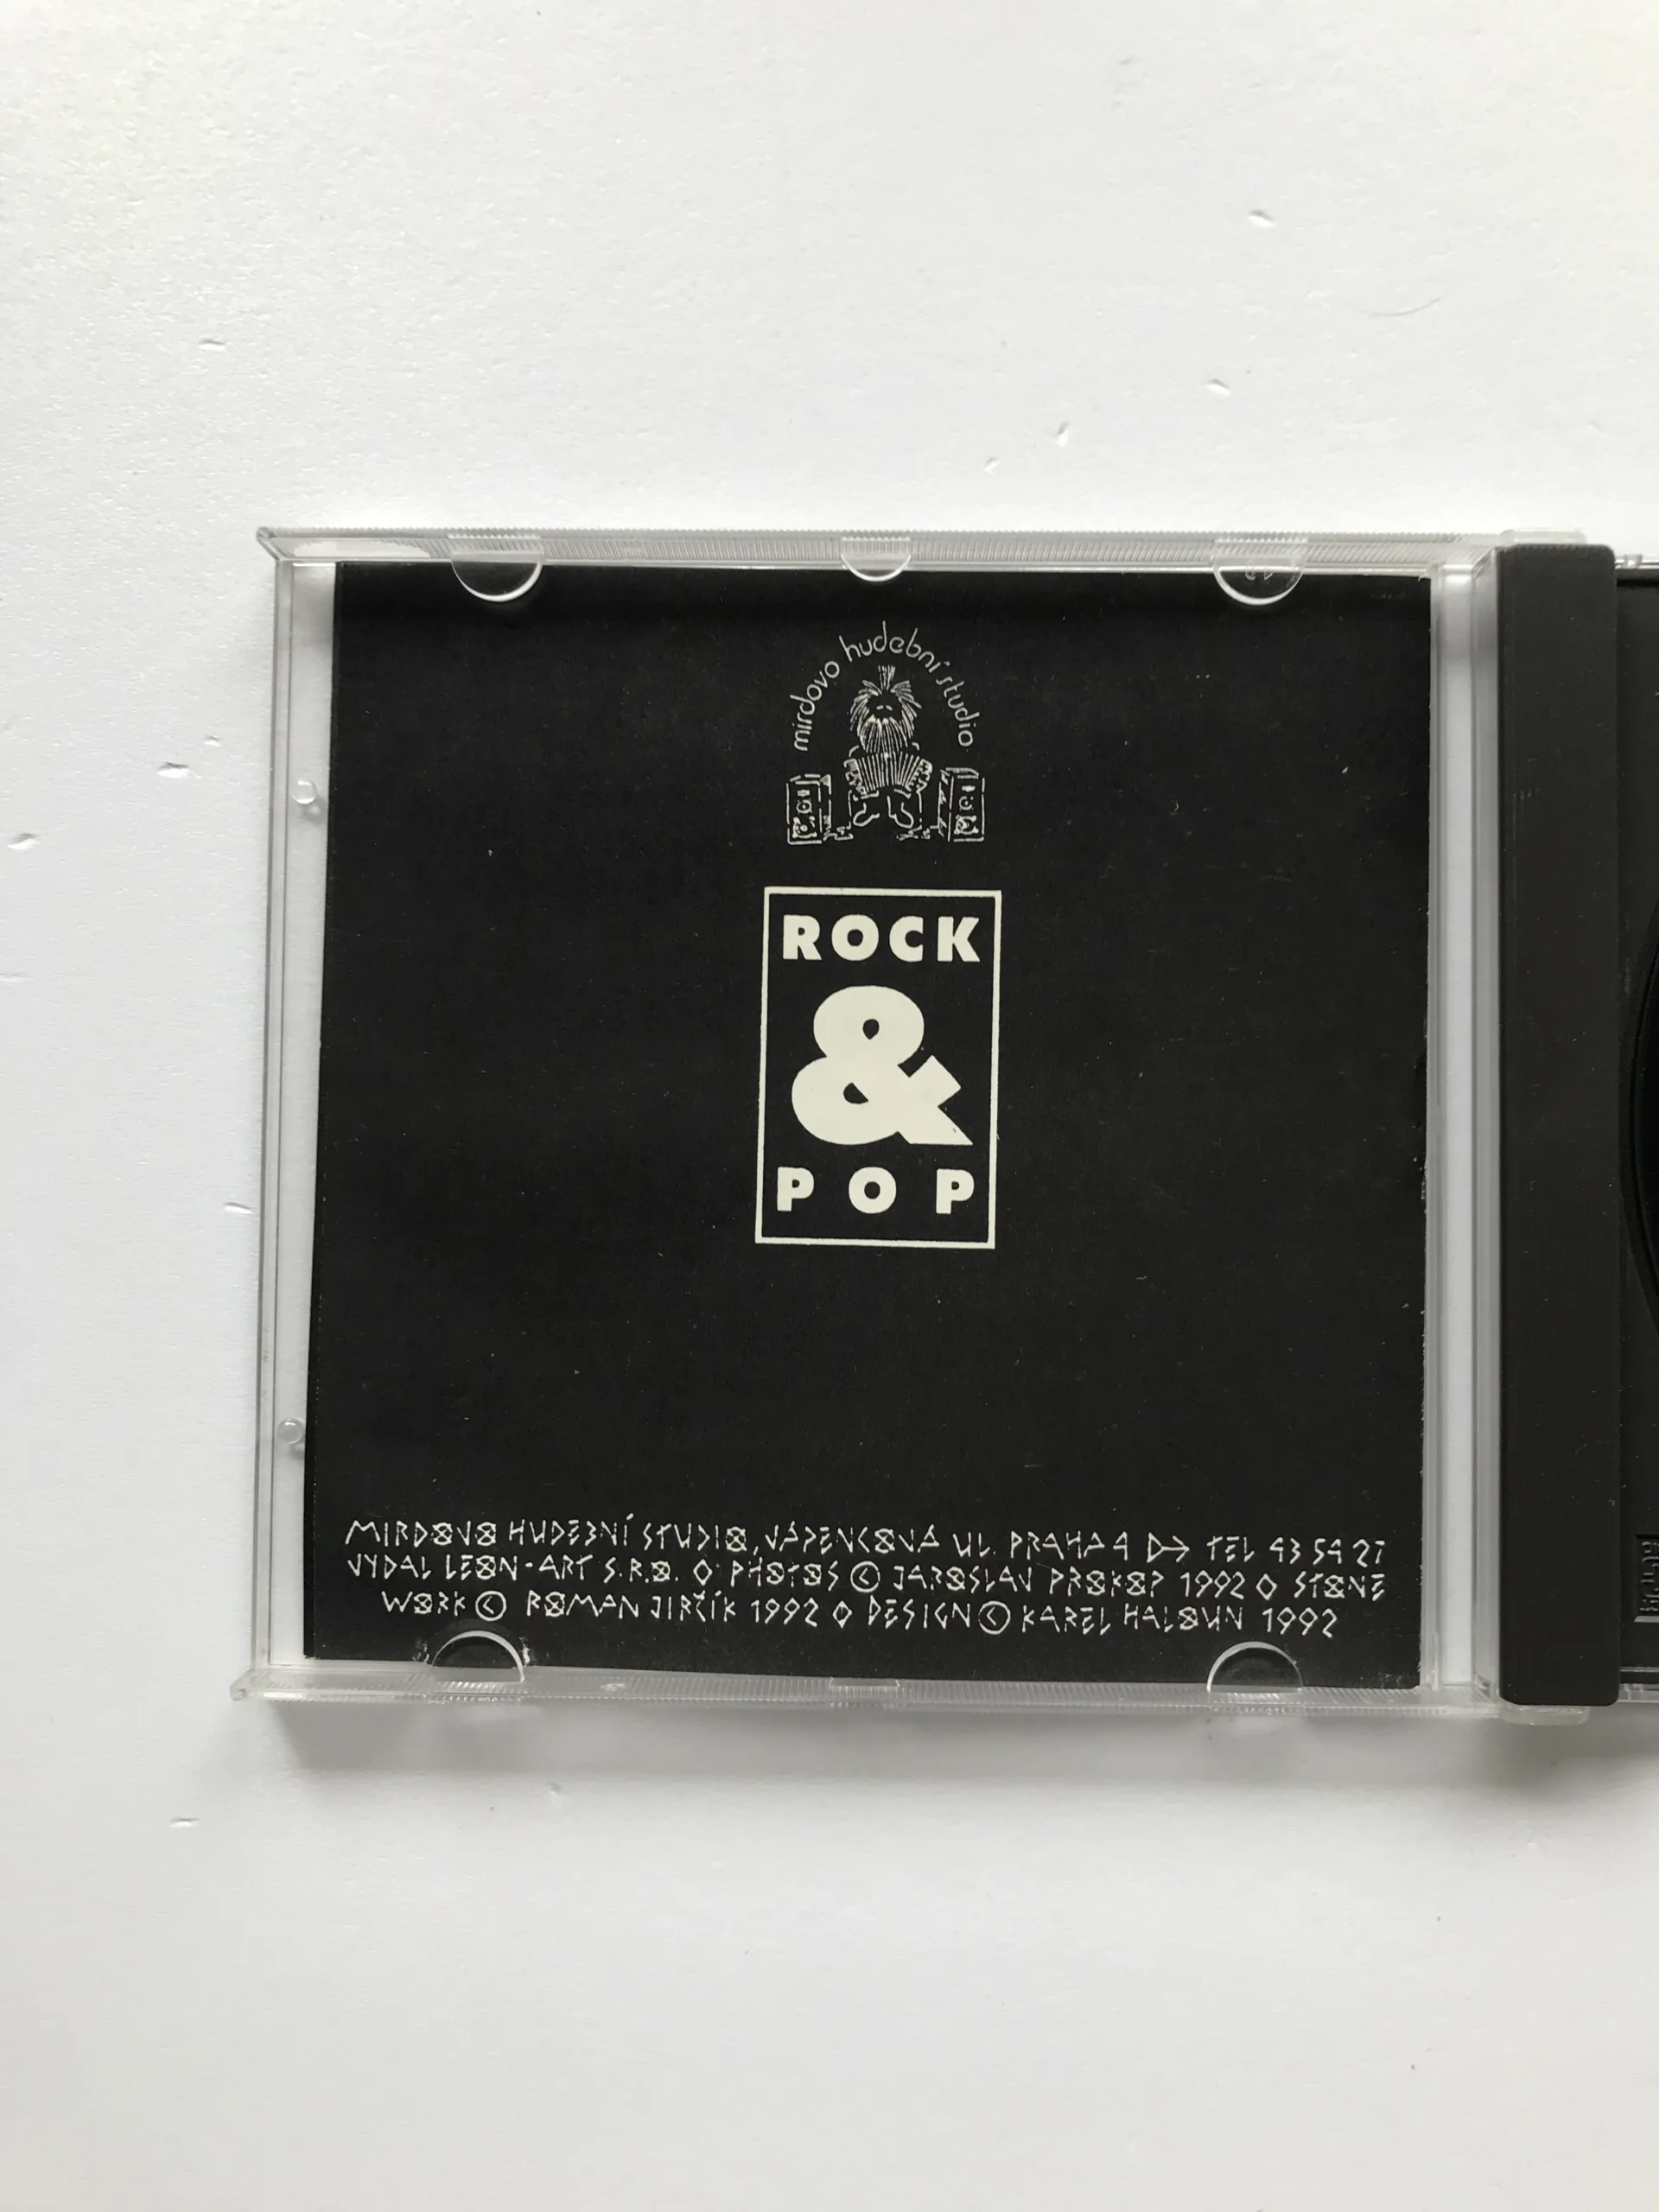 mirdovo hudební studio
ROCK
&
POP
MIRDOVO HUDEBNÍ STUDIO, VÁPENCOVÁ UL. PRAHA 4 TEL 43 54 27
VYDAL LEON-ART S.R.O. ◊ PHOTOS © JAROSLAV PROKOP 1992 ◊ STONE
WORK © ROMAN JIRČÍK 1992 ◊ DESIGN © KAREL HALOUN 1992